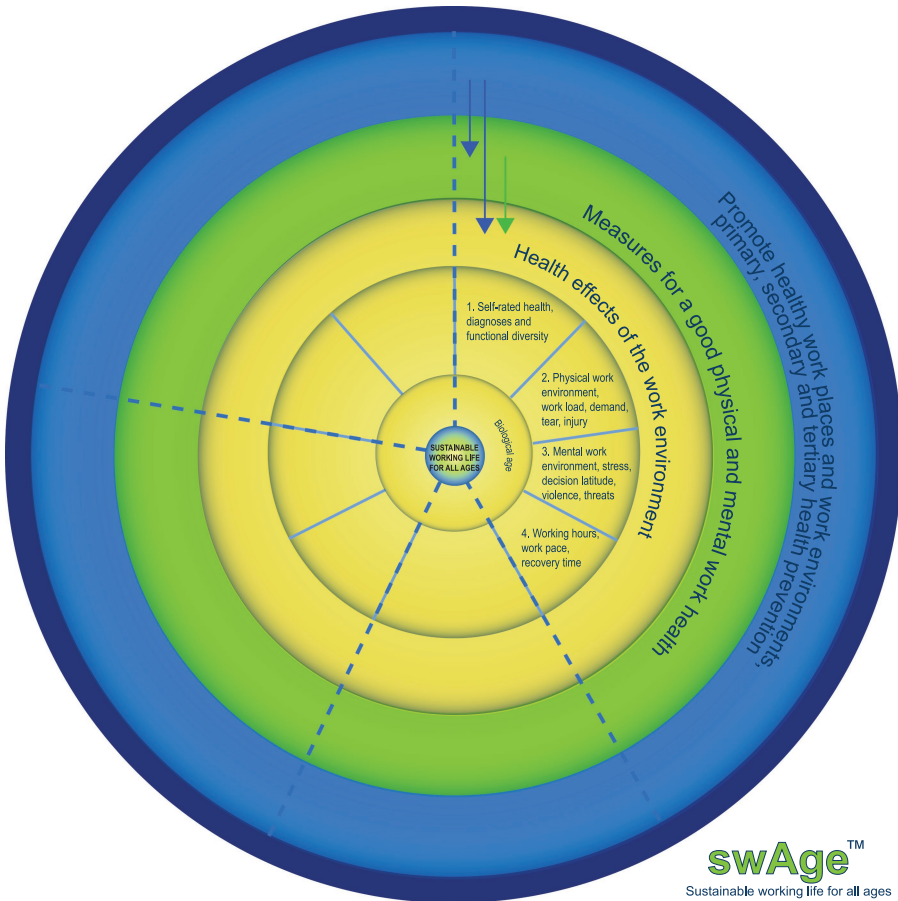 Promote healthy work places and work environments,
primary, secondary and tertiary health prevention,
Measures for a good physical and mental work health
Health effects of the work environment
1. Self-rated health,
diagnoses and
functional diversity
2. Physical work
environment,
work load, demand,
tear, injury
Biological age
SUSTAINABLE
WORKING LIFE
FOR ALL AGES
3. Mental work
environment, stress,
decision latitude,
violence, threats
4. Working hours,
work pace,
recovery time
swAge™
Sustainable working life for all ages